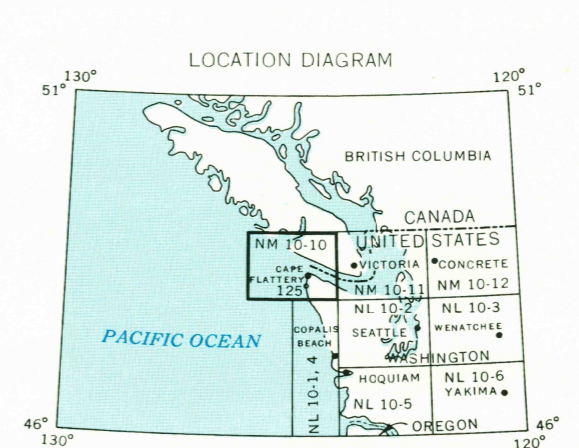 LOCATION DIAGRAM
130° 120°
51° 51°
BRITISH COLUMBIA
CANADA
NM 10-10 UNITED STATES
CAPE
FLATTERY
125
VICTORIA
CONCRETE
NM 10-11
NM 10-12
NL 10-2
NL 10-3
COPALIS
BEACH
SEATTLE
WENATCHEE
PACIFIC OCEAN
WASHINGTON
NL 10-1, 4
HOQUIAM
NL 10-6
YAKIMA
NL 10-5
OREGON
46° 46°
130° 120°